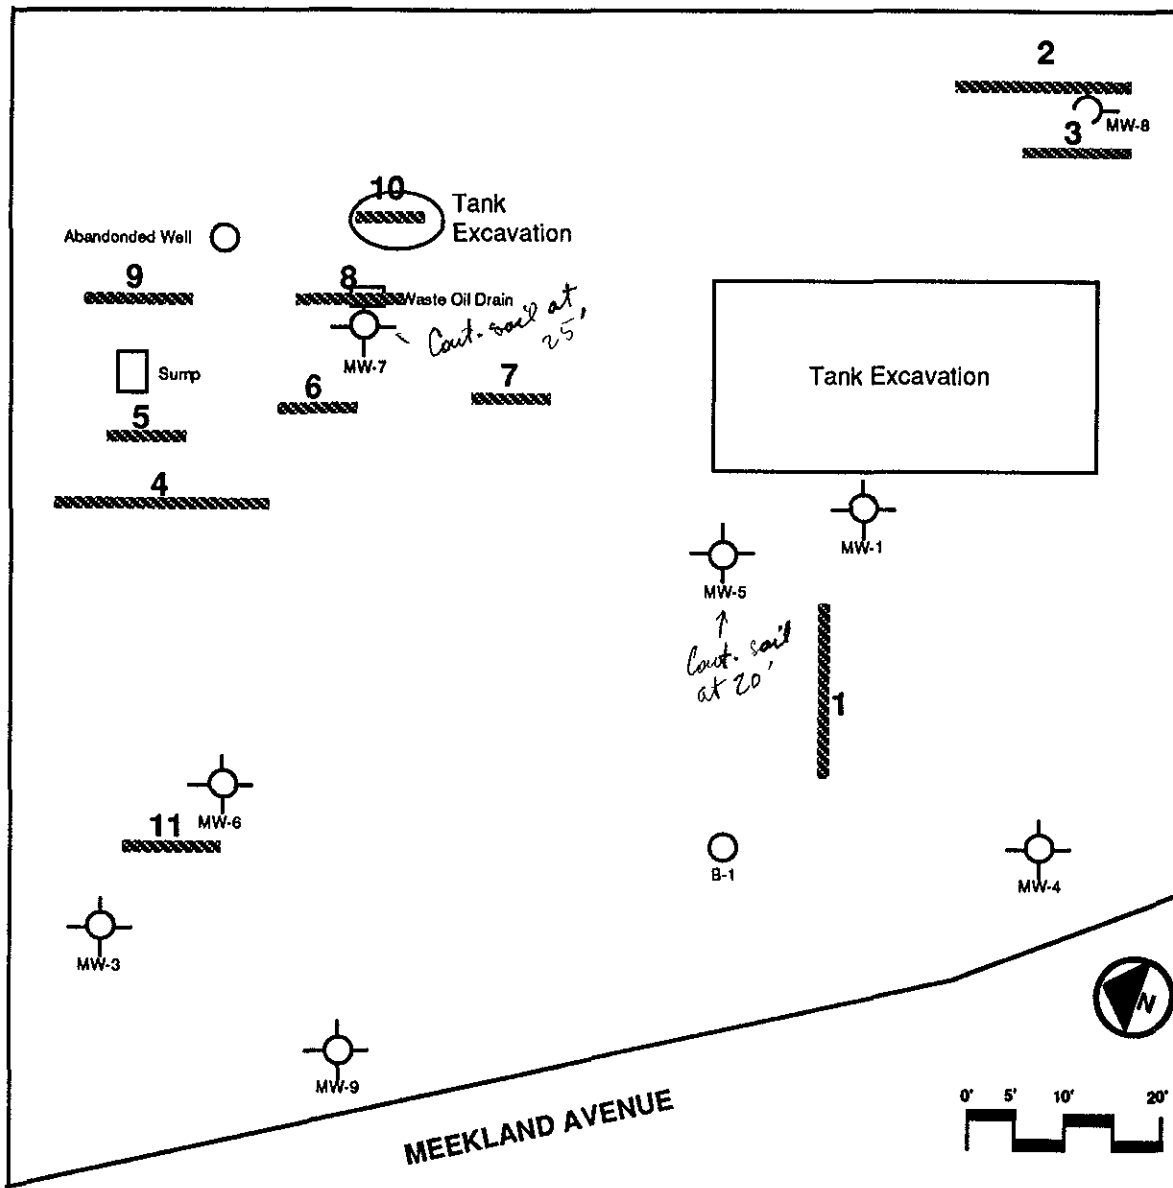 2
MW-8
3
10
Tank
Excavation
Abandonded Well
9
8
Waste Oil Drain
Cont. soil at
25'
MW-7
Sump
6
7
Tank Excavation
5
4
MW-1
MW-5
↑
Cont. soil
at 20'
1
MW-6
11
B-1
MW-4
MW-3
N
MW-9
MEEKLAND AVENUE
0' 5' 10' 20'